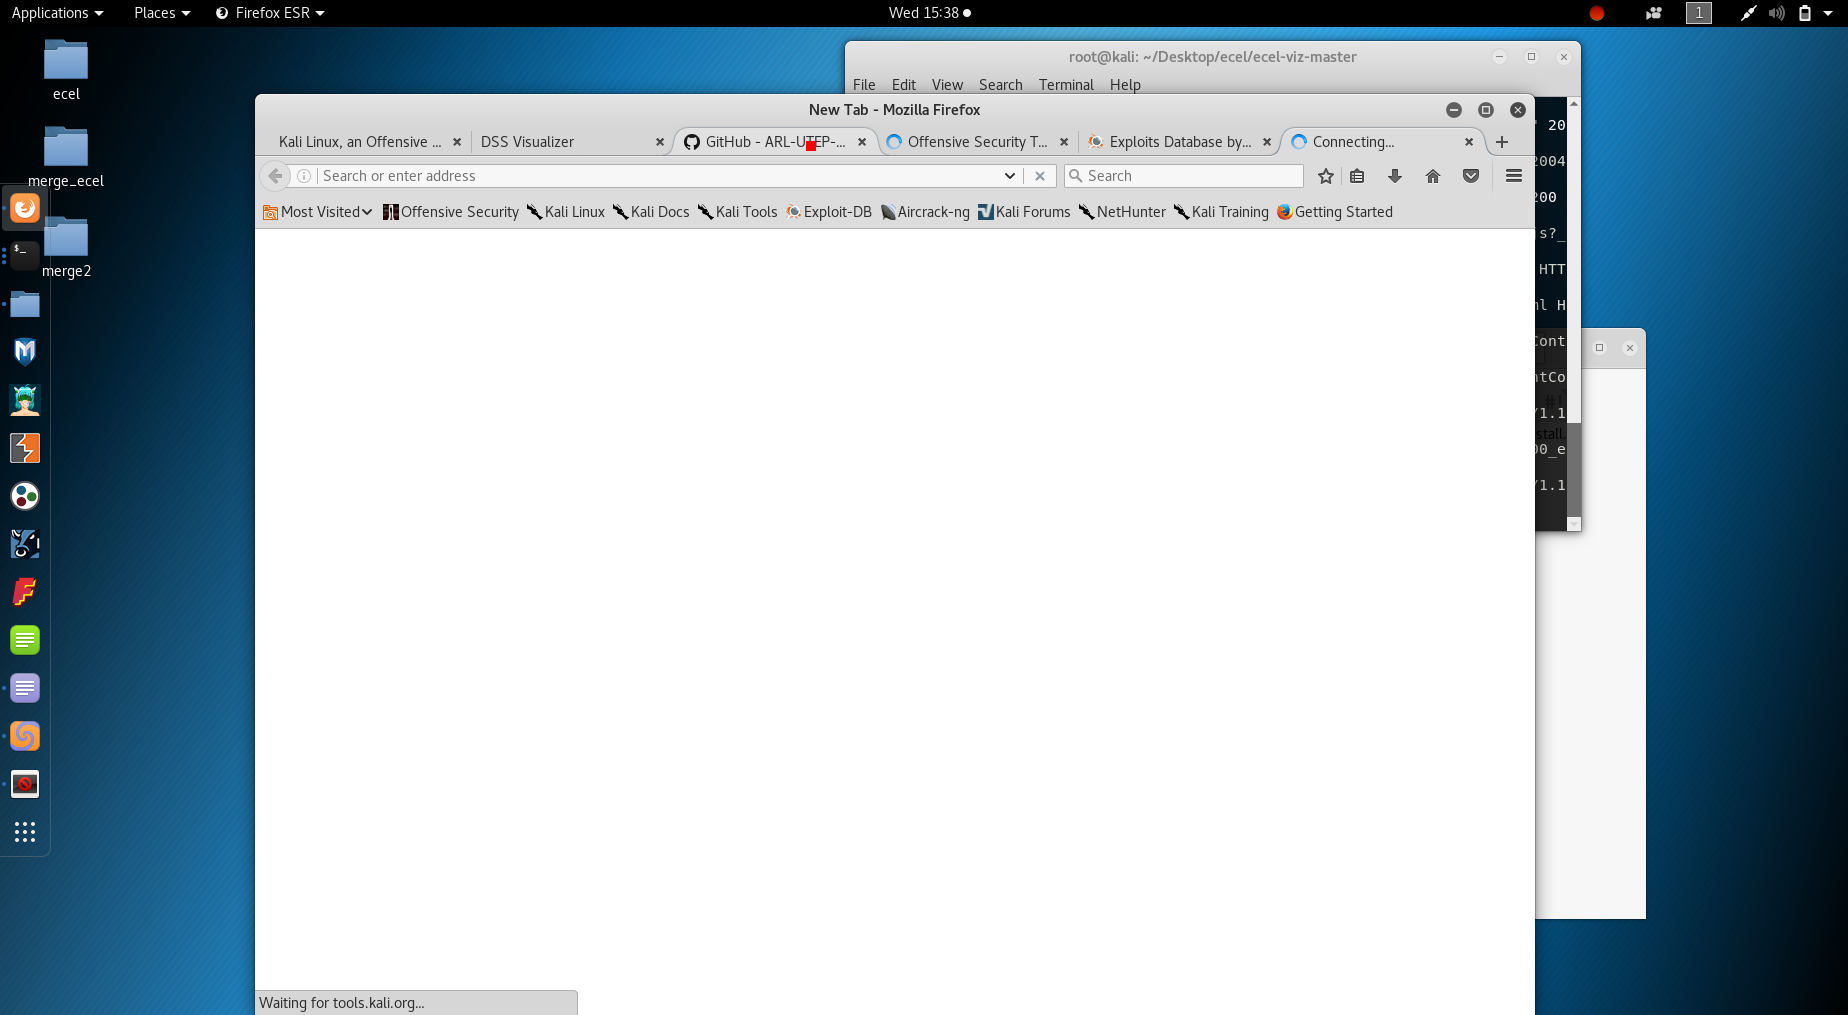 Applications Places Firefox ESR Wed 15:38 1
ecel
merge_ecel
merge2
$_
root@kali: ~/Desktop/ecel/ecel-viz-master
File Edit View Search Terminal Help
New Tab - Mozilla Firefox
Kali Linux, an Offensive ... DSS Visualizer GitHub - ARL-UTEP-... Offensive Security T... Exploits Database by... Connecting...
Search or enter address Search
Most Visited Offensive Security Kali Linux Kali Docs Kali Tools Exploit-DB Aircrack-ng Kali Forums NetHunter Kali Training Getting Started
20
2004
200
s?_
HTT
l H
Cont
ntCo
/1.1
stall.
00_e
/1.1
Waiting for tools.kali.org...